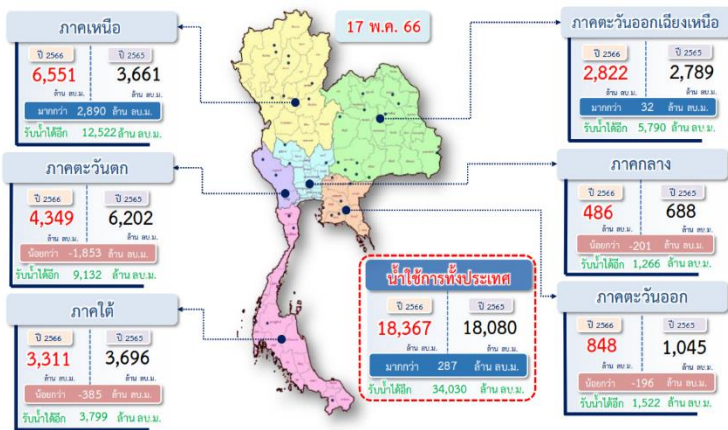 ภาคเหนือ
ปี 2566 ปี 2565
6,551 3,661
ล้าน ลบ.ม. ล้าน ลบ.ม.
มากกว่า 2,890 ล้าน ลบ.ม.
รับน้ำได้อีก 12,522 ล้าน ลบ.ม.
17 พ.ค. 66
ภาคตะวันออกเฉียงเหนือ
ปี 2566 ปี 2565
2,822 2,789
ล้าน ลบ.ม. ล้าน ลบ.ม.
มากกว่า 32 ล้าน ลบ.ม.
รับน้ำได้อีก 5,790 ล้าน ลบ.ม.
ภาคตะวันตก
ปี 2566 ปี 2565
4,349 6,202
ล้าน ลบ.ม. ล้าน ลบ.ม.
น้อยกว่า -1,853 ล้าน ลบ.ม.
รับน้ำได้อีก 9,132 ล้าน ลบ.ม.
ภาคกลาง
ปี 2566 ปี 2565
486 688
ล้าน ลบ.ม. ล้าน ลบ.ม.
น้อยกว่า -201 ล้าน ลบ.ม.
รับน้ำได้อีก 1,266 ล้าน ลบ.ม.
ภาคใต้
ปี 2566 ปี 2565
3,311 3,696
ล้าน ลบ.ม. ล้าน ลบ.ม.
น้อยกว่า -385 ล้าน ลบ.ม.
รับน้ำได้อีก 3,799 ล้าน ลบ.ม.
น้ำใช้การทั้งประเทศ
ปี 2566 ปี 2565
18,367 18,080
ล้าน ลบ.ม. ล้าน ลบ.ม.
มากกว่า 287 ล้าน ลบ.ม.
รับน้ำได้อีก 34,030 ล้าน ลบ.ม.
ภาคตะวันออก
ปี 2566 ปี 2565
848 1,045
ล้าน ลบ.ม. ล้าน ลบ.ม.
น้อยกว่า -196 ล้าน ลบ.ม.
รับน้ำได้อีก 1,522 ล้าน ลบ.ม.